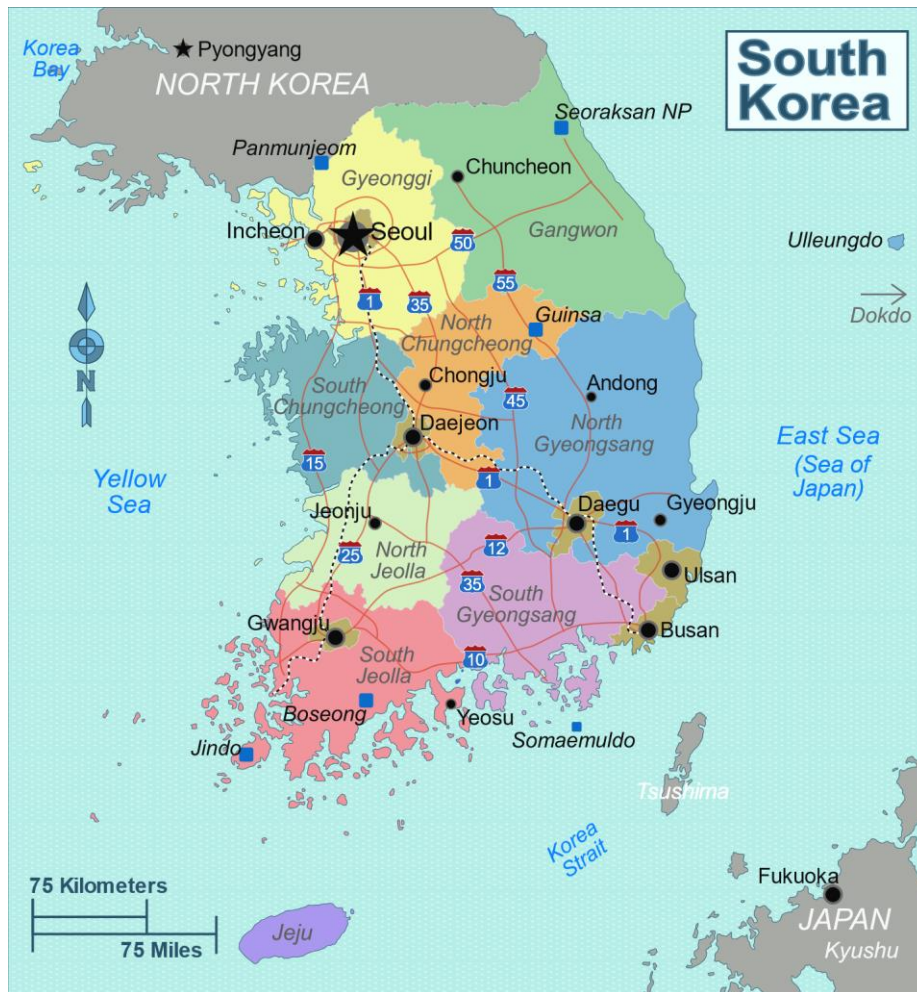 Korea
Bay
Pyongyang
NORTH KOREA
South
Korea
Seoraksan NP
Panmunjeom
Gyeonggi
Chuncheon
Incheon
Seoul
50
Gangwon
Ulleungdo
55
1
35
Dokdo
North
Chungcheong
Guinsa
N
South
Chungcheong
Chongju
45
Andong
Daejeon
North
Gyeongsang
East Sea
(Sea of
Japan)
Yellow
Sea
15
1
Jeonju
Daegu
Gyeongju
1
25
North
Jeolla
12
35
South
Gyeongsang
Ulsan
Gwangju
Busan
South
Jeolla
10
Boseong
Yeosu
Somaemuldo
Jindo
Tsushima
Korea
Strait
75 Kilometers
75 Miles
Jeju
Fukuoka
JAPAN
Kyushu